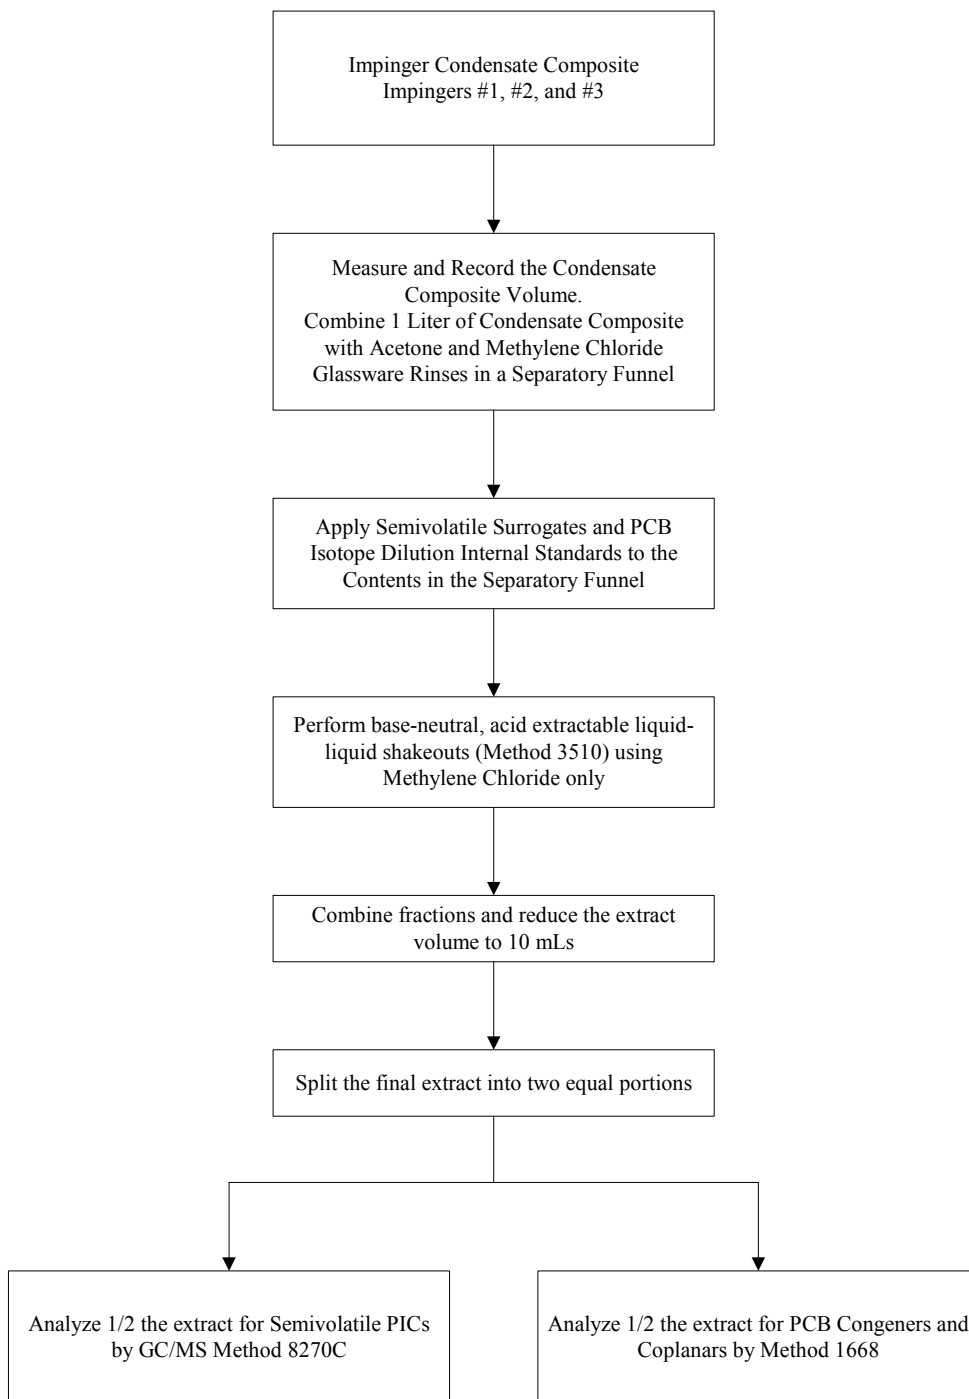 Impinger Condensate Composite
Impingers #1, #2, and #3
Measure and Record the Condensate
Composite Volume.
Combine 1 Liter of Condensate Composite
with Acetone and Methylene Chloride
Glassware Rinses in a Separatory Funnel
Apply Semivolatile Surrogates and PCB
Isotope Dilution Internal Standards to the
Contents in the Separatory Funnel
Perform base-neutral, acid extractable liquid-
liquid shakeouts (Method 3510) using
Methylene Chloride only
Combine fractions and reduce the extract
volume to 10 mLs
Split the final extract into two equal portions
Analyze 1/2 the extract for Semivolatile PICs
by GC/MS Method 8270C
Analyze 1/2 the extract for PCB Congeners and
Coplanars by Method 1668